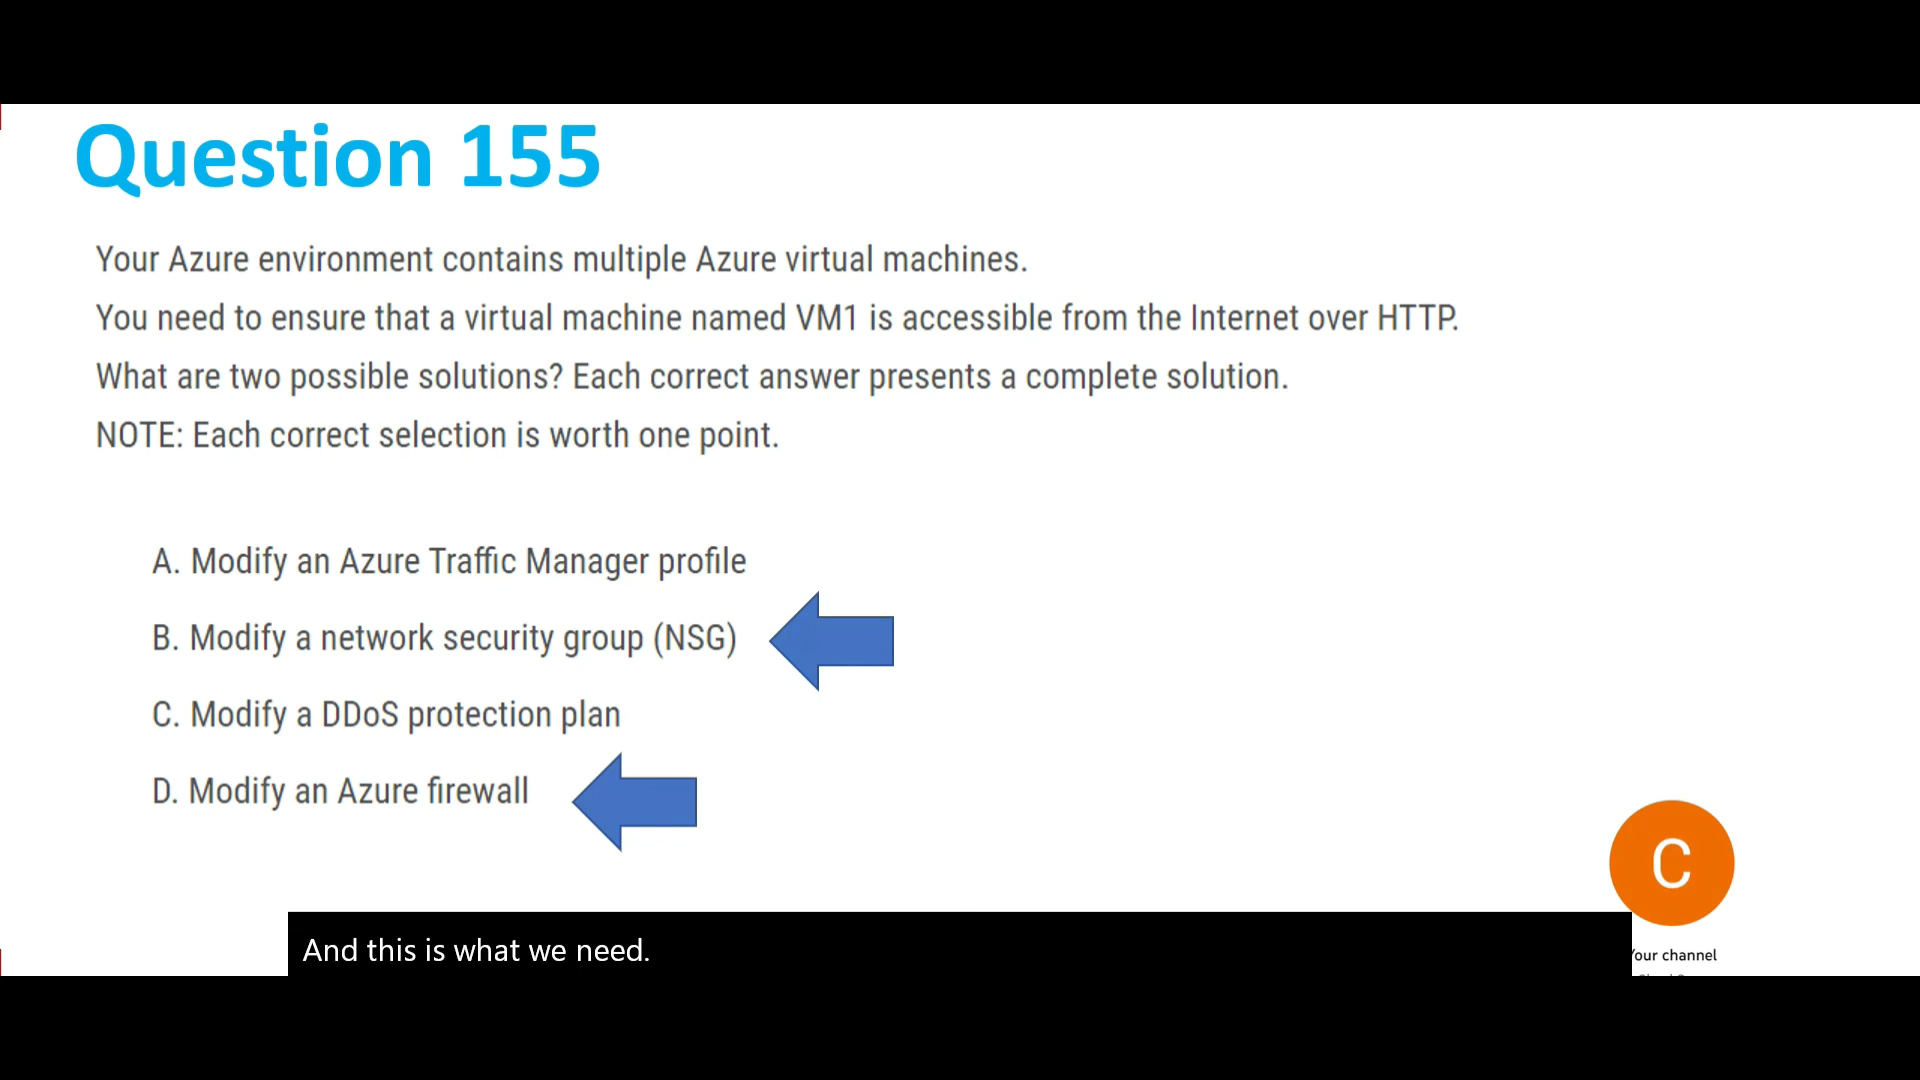 Question 155
Your Azure environment contains multiple Azure virtual machines.
You need to ensure that a virtual machine named VM1 is accessible from the Internet over HTTP.
What are two possible solutions? Each correct answer presents a complete solution.
NOTE: Each correct selection is worth one point.
A. Modify an Azure Traffic Manager profile
B. Modify a network security group (NSG)
C. Modify a DDoS protection plan
D. Modify an Azure firewall
C
And this is what we need.
Your channel